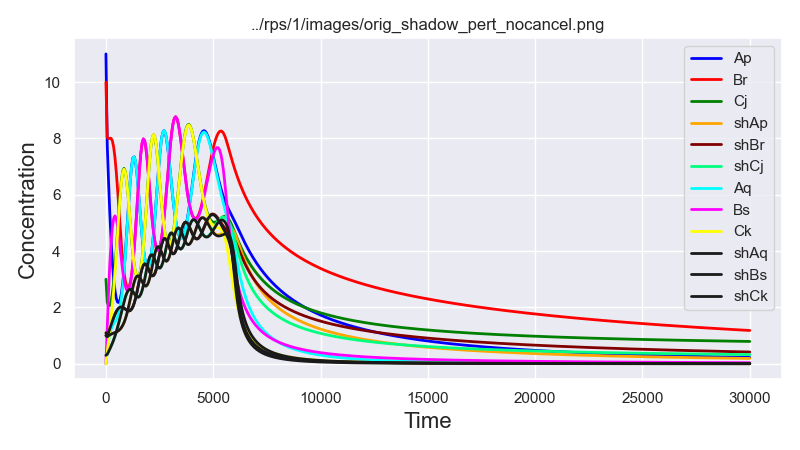 ../rps/1/images/orig_shadow_pert_nocancel.png
Concentration
10
8
6
4
2
0
0
5000
10000
15000
20000
25000
30000
Time
Ap
Br
Cj
shAp
shBr
shCj
Aq
Bs
Ck
shAq
shBs
shCk